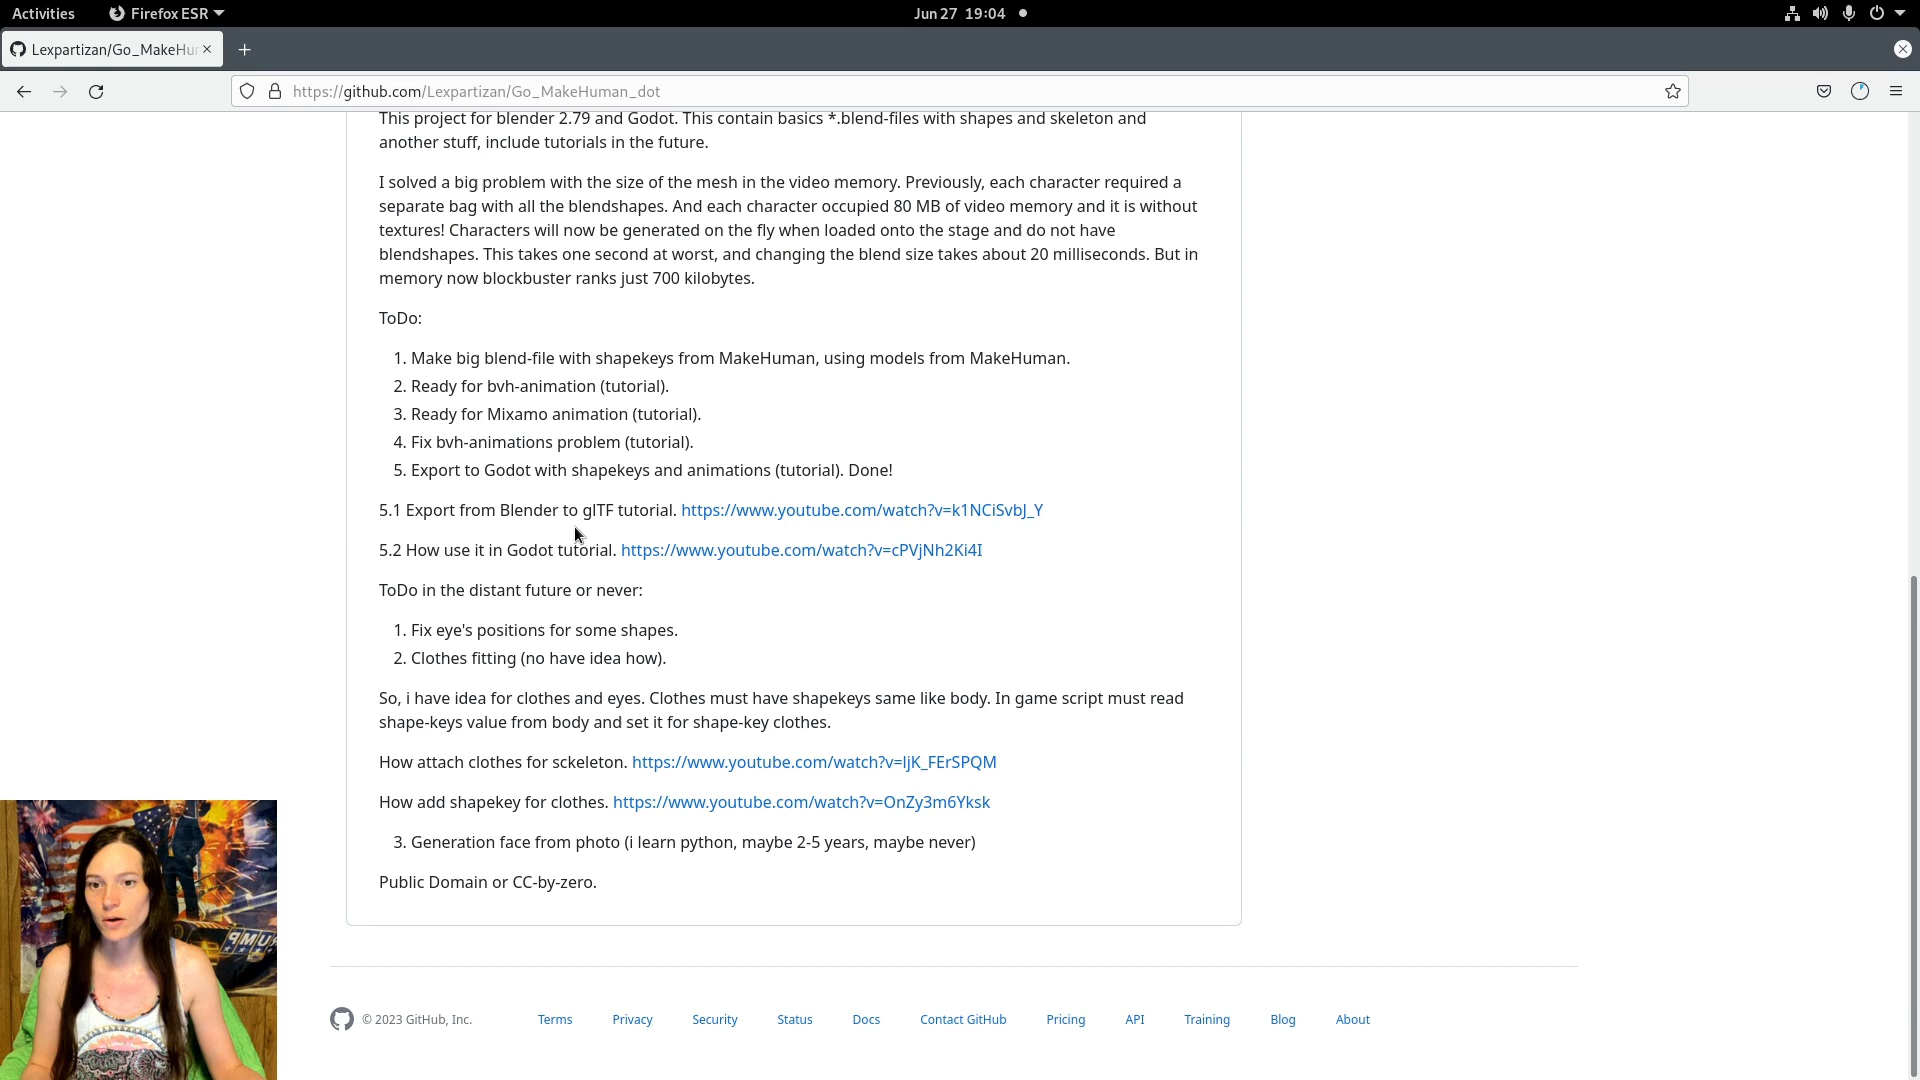 Activities Firefox ESR Jun 27 19:04
Lexpartizan/Go_MakeHu
https://github.com/Lexpartizan/Go_MakeHuman_dot
This project for blender 2.79 and Godot. This contain basics *.blend-files with shapes and skeleton and
another stuff, include tutorials in the future.
I solved a big problem with the size of the mesh in the video memory. Previously, each character required a
separate bag with all the blendshapes. And each character occupied 80 MB of video memory and it is without
textures! Characters will now be generated on the fly when loaded onto the stage and do not have
blendshapes. This takes one second at worst, and changing the blend size takes about 20 milliseconds. But in
memory now blockbuster ranks just 700 kilobytes.
ToDo:
1. Make big blend-file with shapekeys from MakeHuman, using models from MakeHuman.
2. Ready for bvh-animation (tutorial).
3. Ready for Mixamo animation (tutorial).
4. Fix bvh-animations problem (tutorial).
5. Export to Godot with shapekeys and animations (tutorial). Done!
5.1 Export from Blender to glTF tutorial. https://www.youtube.com/watch?v=k1NCiSvbJ_Y
5.2 How use it in Godot tutorial. https://www.youtube.com/watch?v=cPVjNh2Ki4I
ToDo in the distant future or never:
1. Fix eye's positions for some shapes.
2. Clothes fitting (no have idea how).
So, i have idea for clothes and eyes. Clothes must have shapekeys same like body. In game script must read
shape-keys value from body and set it for shape-key clothes.
How attach clothes for sckeleton. https://www.youtube.com/watch?v=ljK_FErSPQM
How add shapekey for clothes. https://www.youtube.com/watch?v=OnZy3m6Yksk
3. Generation face from photo (i learn python, maybe 2-5 years, maybe never)
Public Domain or CC-by-zero.
TRUMP
© 2023 GitHub, Inc. Terms Privacy Security Status Docs Contact GitHub Pricing API Training Blog About